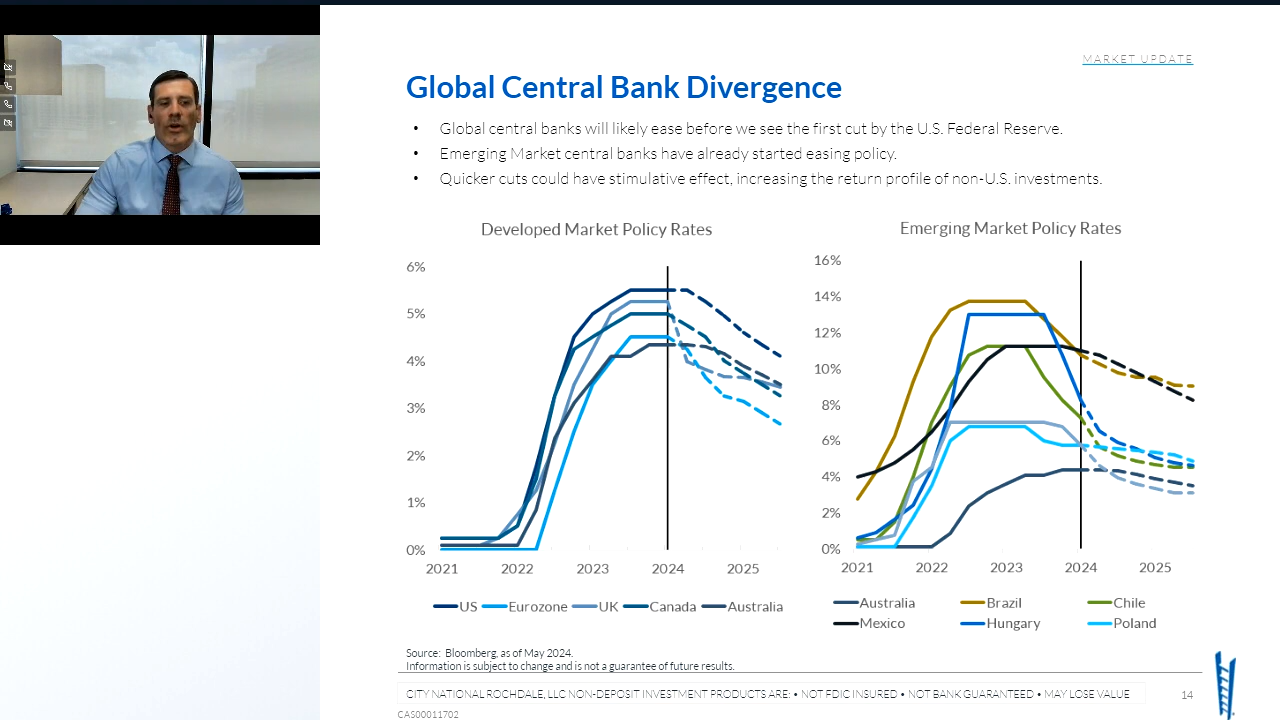 MARKET UPDATE
Global Central Bank Divergence
• Global central banks will likely ease before we see the first cut by the U.S. Federal Reserve.
• Emerging Market central banks have already started easing policy.
• Quicker cuts could have stimulative effect, increasing the return profile of non-U.S. investments.
Developed Market Policy Rates
6%
5%
4%
3%
2%
1%
0%
2021 2022 2023 2024 2025
US Eurozone UK Canada Australia
Emerging Market Policy Rates
16%
14%
12%
10%
8%
6%
4%
2%
0%
2021 2022 2023 2024 2025
Australia Brazil Chile
Mexico Hungary Poland
Source: Bloomberg, as of May 2024.
Information is subject to change and is not a guarantee of future results.
CITY NATIONAL ROCHDALE, LLC NON-DEPOSIT INVESTMENT PRODUCTS ARE: • NOT FDIC INSURED • NOT BANK GUARANTEED • MAY LOSE VALUE
14
CAS00011702